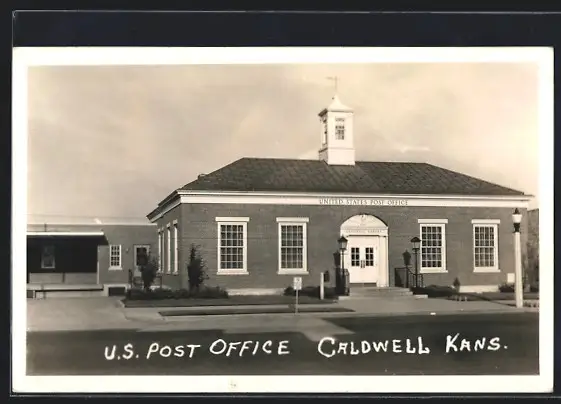 UNITED STATES POST OFFICE
U.S. POST OFFICE CALDWELL KANS.